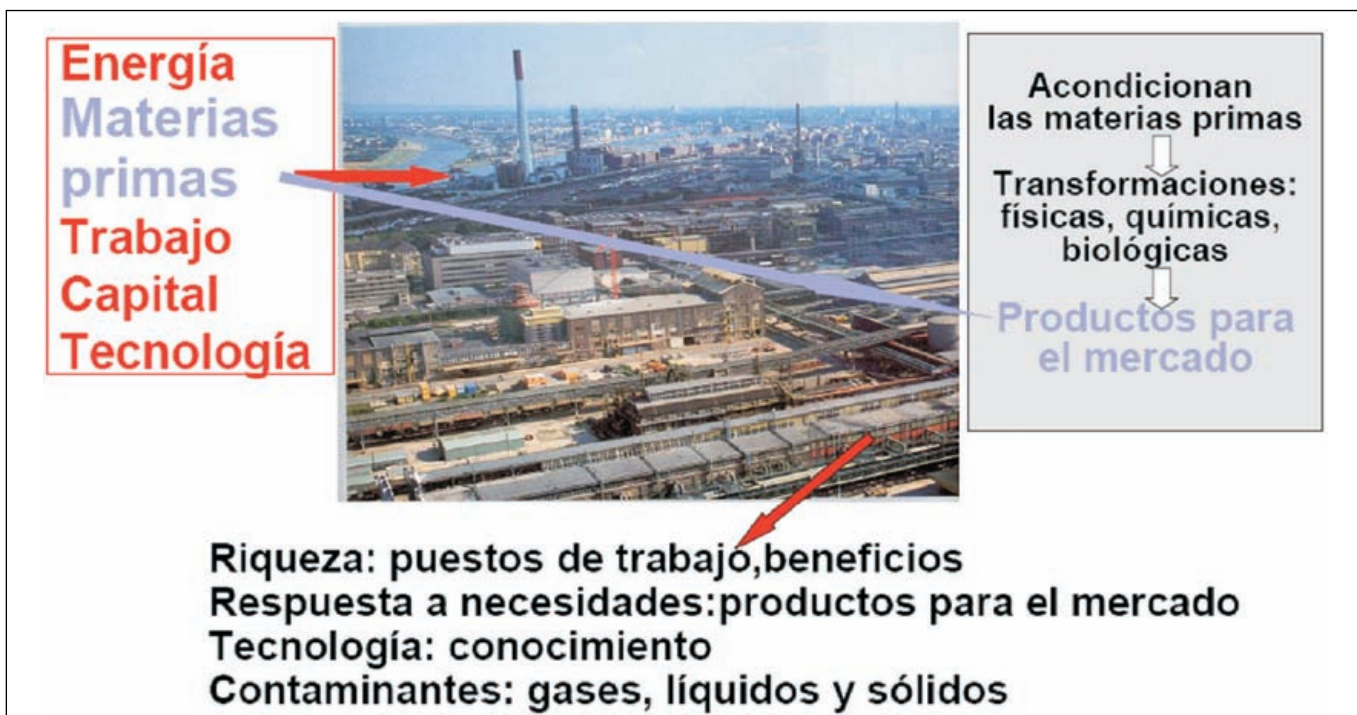 Energía
Materias
primas
Trabajo
Capital
Tecnología
Acondicionan
las materias primas
Transformaciones:
físicas, químicas,
biológicas
Productos para
el mercado
Riqueza: puestos de trabajo,beneficios
Respuesta a necesidades:productos para el mercado
Tecnología: conocimiento
Contaminantes: gases, líquidos y sólidos